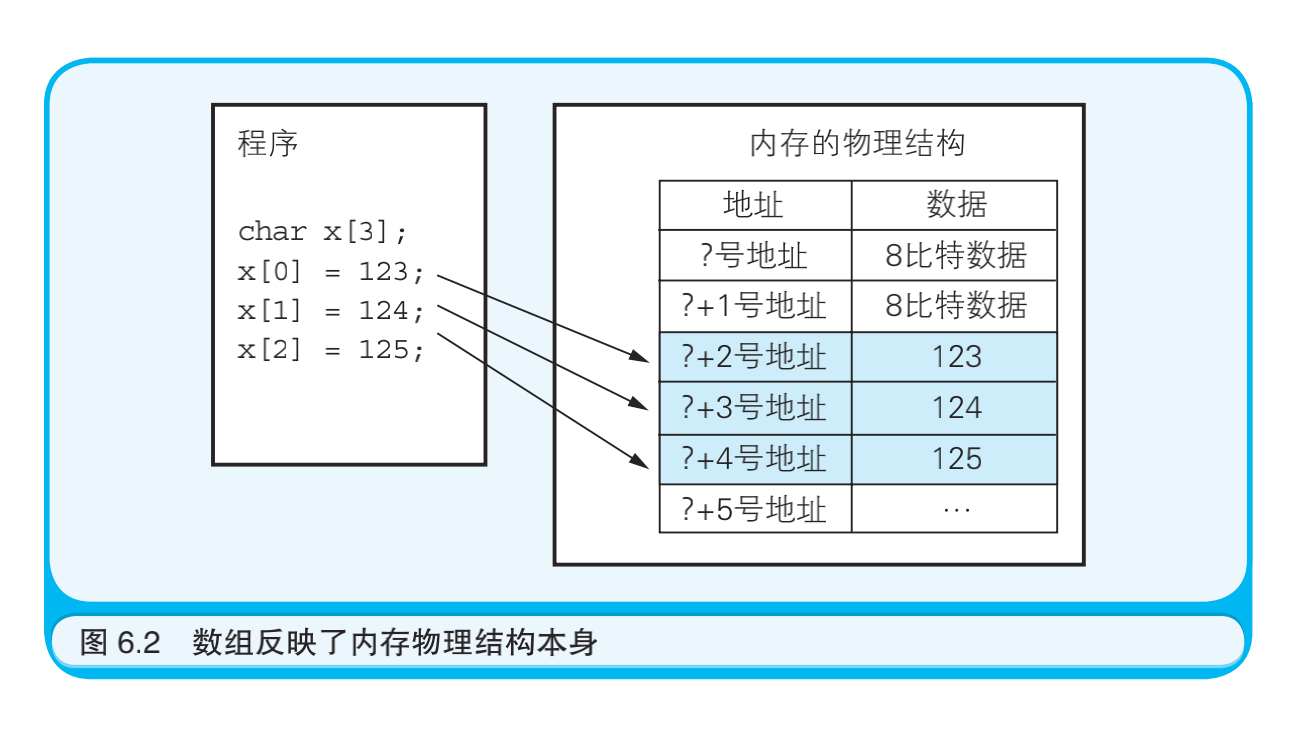 程序
char x[3];
x[0] = 123;
x[1] = 124;
x[2] = 125;
内存的物理结构
地址 数据
?号地址 8比特数据
?+1号地址 8比特数据
?+2号地址 123
?+3号地址 124
?+4号地址 125
?+5号地址 …
图 6.2 数组反映了内存物理结构本身